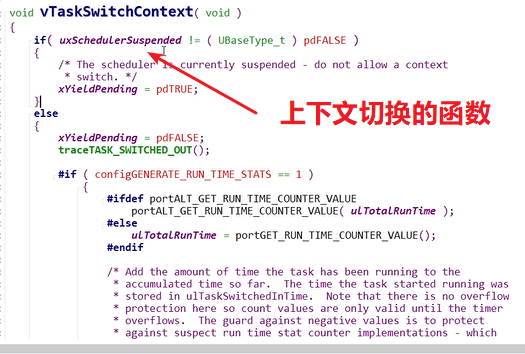 void vTaskSwitchContext( void )
{
if( uxSchedulerSuspended != ( UBaseType_t ) pdFALSE )
{
/* The scheduler is currently suspended - do not allow a context
* switch. */
xYieldPending = pdTRUE;
}
上下文切换的函数
else
{
xYieldPending = pdFALSE;
traceTASK_SWITCHED_OUT();
#if ( configGENERATE_RUN_TIME_STATS == 1 )
{
#ifdef portALT_GET_RUN_TIME_COUNTER_VALUE
portALT_GET_RUN_TIME_COUNTER_VALUE( ulTotalRunTime );
#else
ulTotalRunTime = portGET_RUN_TIME_COUNTER_VALUE();
#endif
/* Add the amount of time the task has been running to the
* accumulated time so far.  The time the task started running was
* stored in ulTaskSwitchedInTime.  Note that there is no overflow
* protection here so count values are only valid until the timer
* overflows.  The guard against negative values is to protect
* against suspect run time stat counter implementations - which